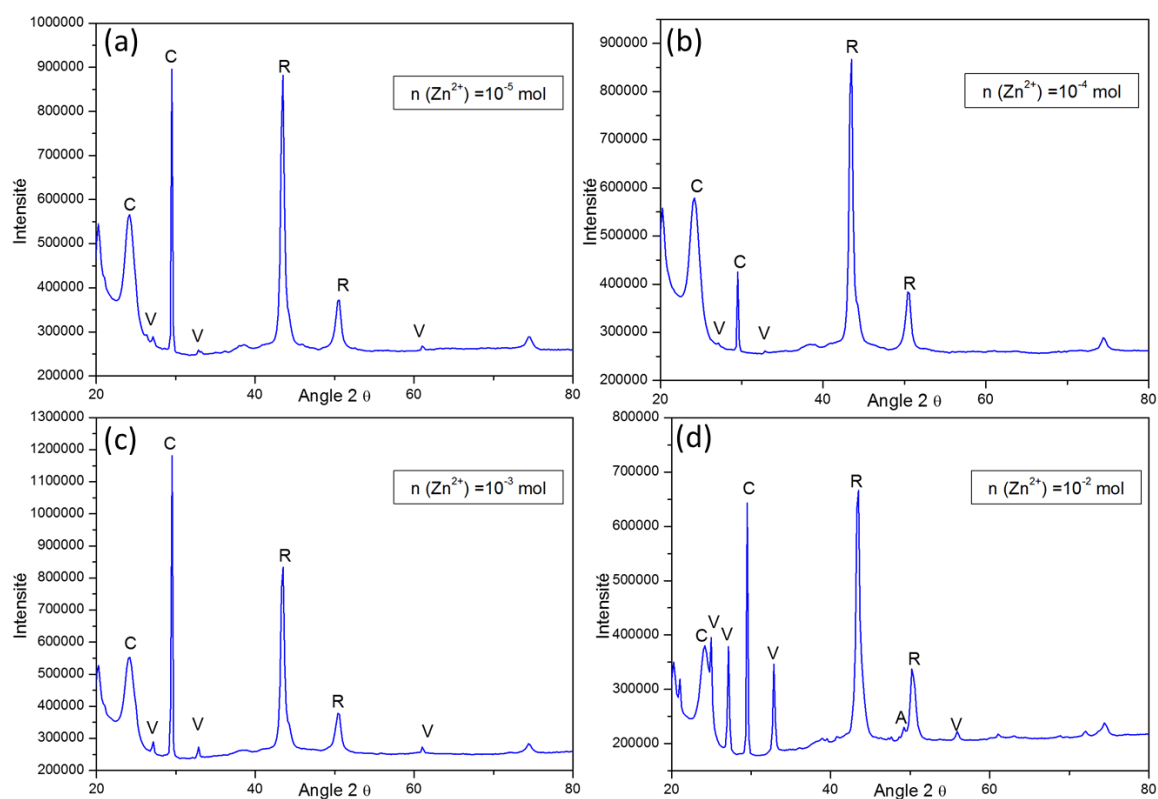 (a)
n (Zn²⁺) =10⁻⁵ mol
Intensité
1000000
900000
800000
700000
600000
500000
400000
300000
200000
C
C
R
R
V
V
V
20
40
60
80
Angle 2 θ
(b)
n (Zn²⁺) =10⁻⁴ mol
Intensité
900000
800000
700000
600000
500000
400000
300000
200000
C
C
R
R
V
V
20
40
60
80
Angle 2 θ
(c)
n (Zn²⁺) =10⁻³ mol
Intensité
1300000
1200000
1100000
1000000
900000
800000
700000
600000
500000
400000
300000
200000
C
C
R
R
V
V
V
20
40
60
80
Angle 2 θ
(d)
n (Zn²⁺) =10⁻² mol
Intensité
800000
700000
600000
500000
400000
300000
200000
C
V
V
C
V
R
A
R
V
20
40
60
80
Angle 2 θ